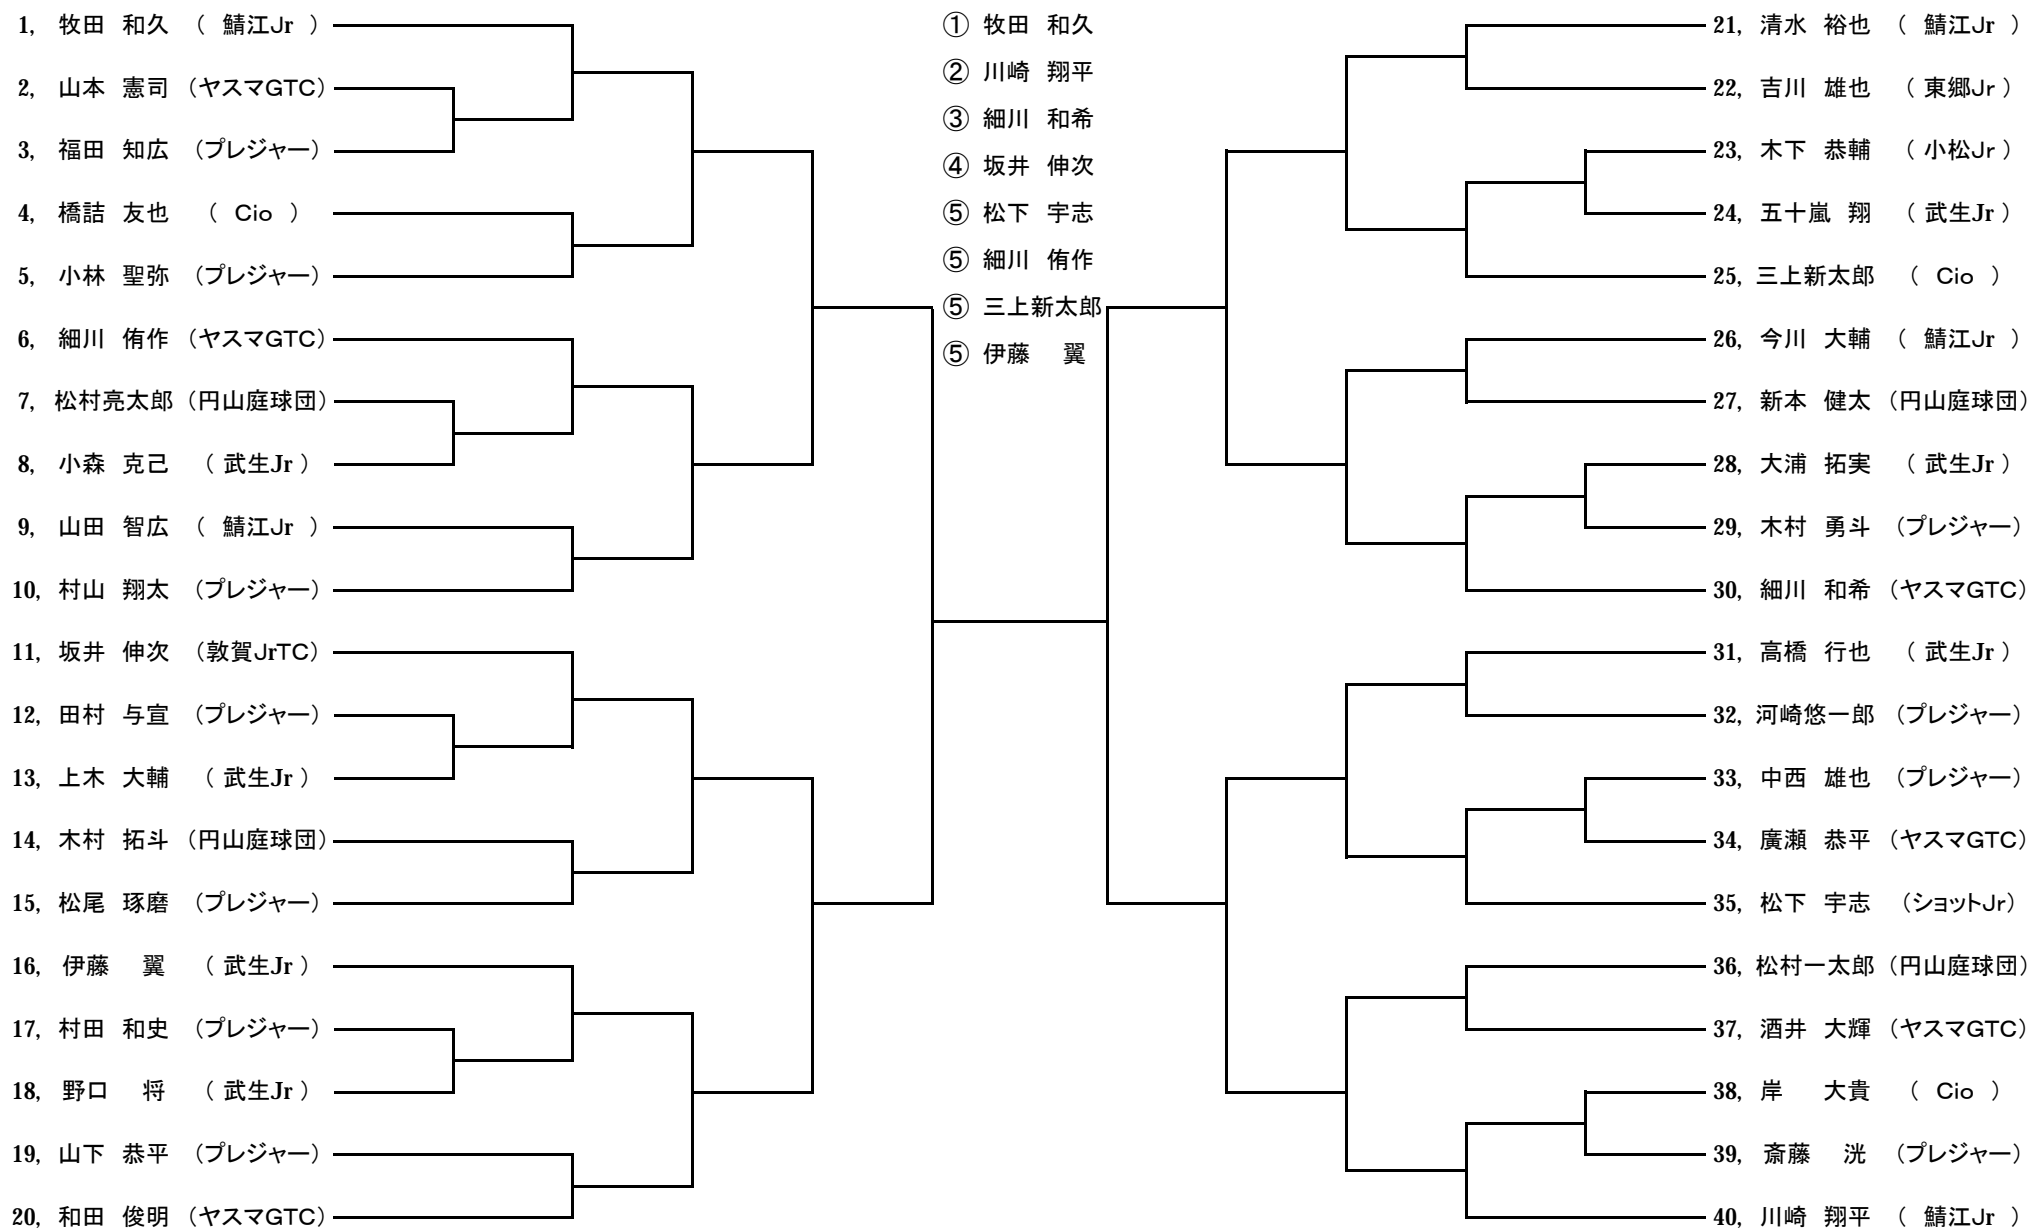 1, 牧田 和久 （ 鯖江Jr ）
2, 山本 憲司 （ヤスマGTC）
3, 福田 知広 （プレジャー）
4, 橋詰 友也 （ Cio ）
5, 小林 聖弥 （プレジャー）
6, 細川 侑作 （ヤスマGTC）
7, 松村亮太郎 （円山庭球団）
8, 小森 克己 （ 武生Jr ）
9, 山田 智広 （ 鯖江Jr ）
10, 村山 翔太 （プレジャー）
11, 坂井 伸次 （敦賀JrTC）
12, 田村 与宣 （プレジャー）
13, 上木 大輔 （ 武生Jr ）
14, 木村 拓斗 （円山庭球団）
15, 松尾 琢磨 （プレジャー）
16, 伊藤 翼 （ 武生Jr ）
17, 村田 和史 （プレジャー）
18, 野口 将 （ 武生Jr ）
19, 山下 恭平 （プレジャー）
20, 和田 俊明 （ヤスマGTC）
① 牧田 和久
② 川崎 翔平
③ 細川 和希
④ 坂井 伸次
⑤ 松下 宇志
⑤ 細川 侑作
⑤ 三上新太郎
⑤ 伊藤 翼
21, 清水 裕也 （ 鯖江Jr ）
22, 吉川 雄也 （ 東郷Jr ）
23, 木下 恭輔 （ 小松Jr ）
24, 五十嵐 翔 （ 武生Jr ）
25, 三上新太郎 （ Cio ）
26, 今川 大輔 （ 鯖江Jr ）
27, 新本 健太 （円山庭球団）
28, 大浦 拓実 （ 武生Jr ）
29, 木村 勇斗 （プレジャー）
30, 細川 和希 （ヤスマGTC）
31, 高橋 行也 （ 武生Jr ）
32, 河崎悠一郎 （プレジャー）
33, 中西 雄也 （プレジャー）
34, 廣瀬 恭平 （ヤスマGTC）
35, 松下 宇志 （ショットJr）
36, 松村一太郎 （円山庭球団）
37, 酒井 大輝 （ヤスマGTC）
38, 岸 大貴 （ Cio ）
39, 斎藤 洸 （プレジャー）
40, 川崎 翔平 （ 鯖江Jr ）